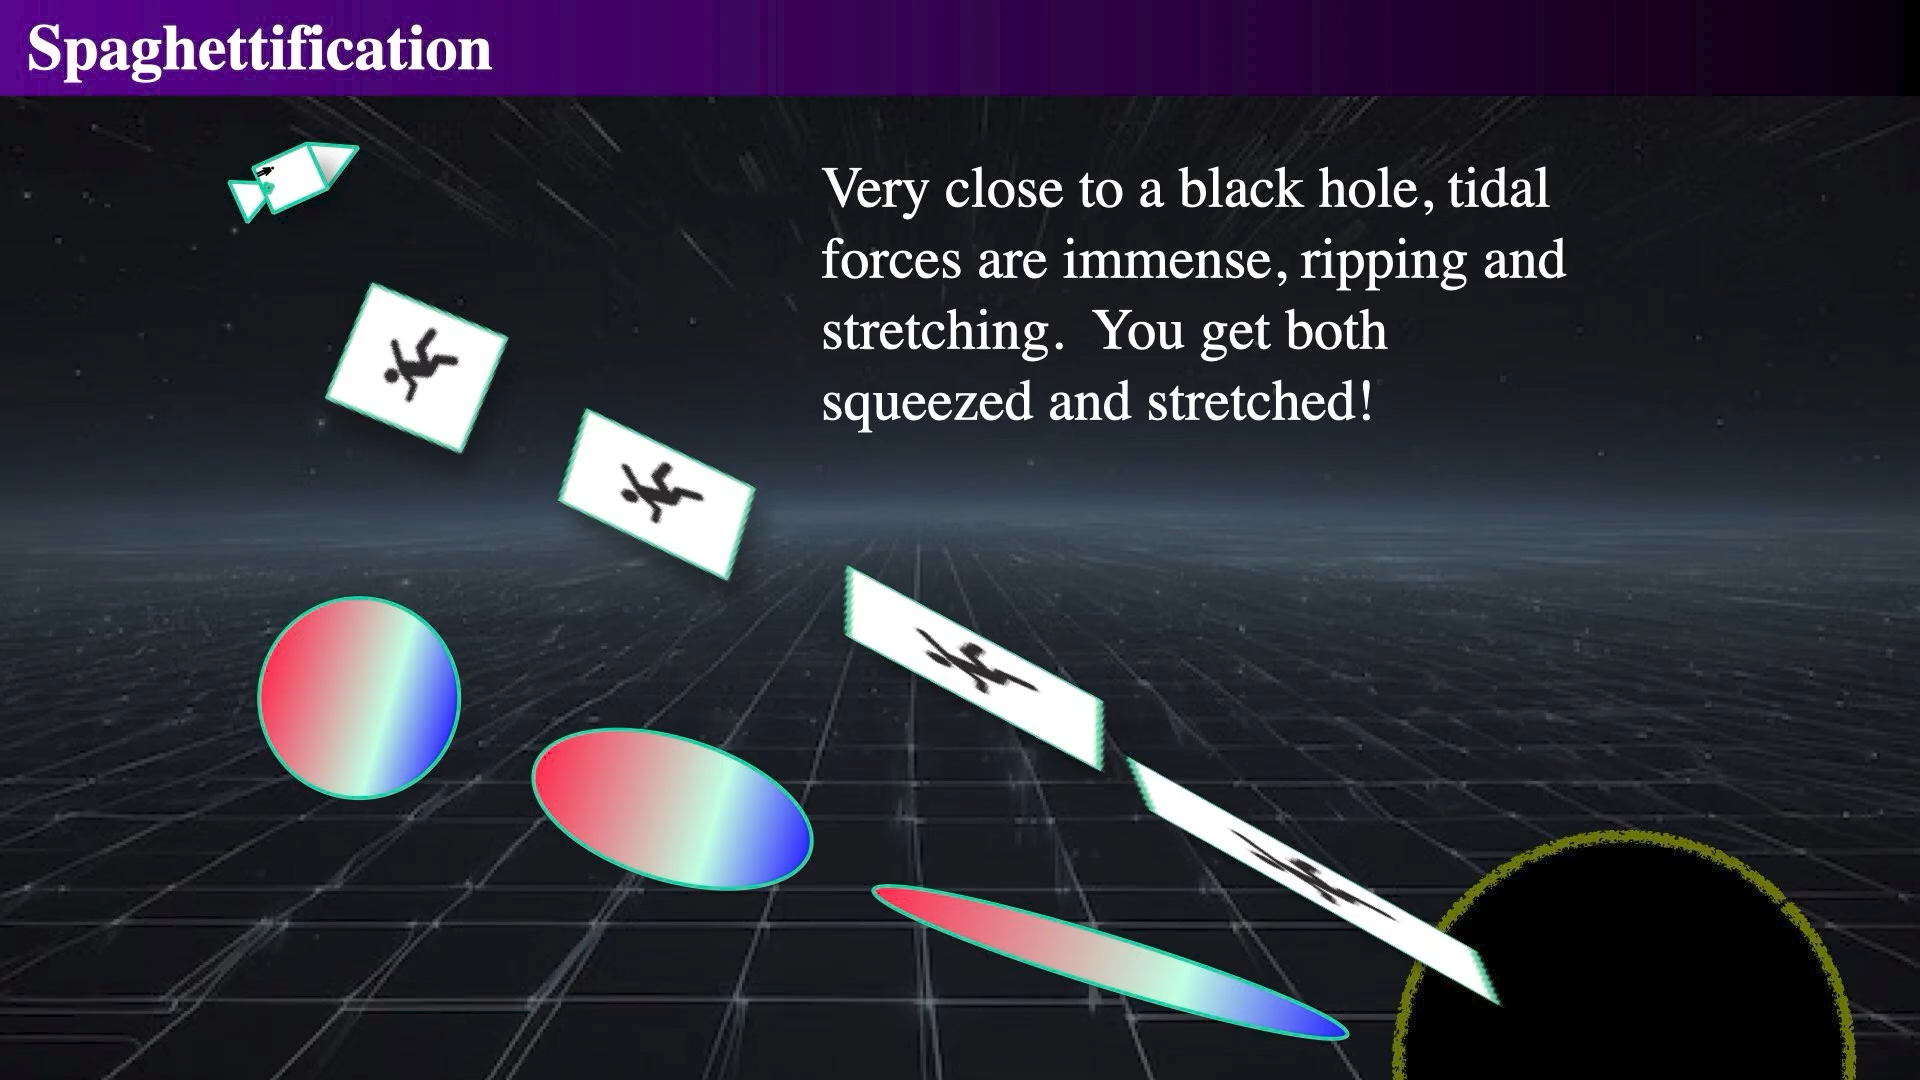 Spaghettification
Very close to a black hole, tidal
forces are immense, ripping and
stretching.  You get both
squeezed and stretched!